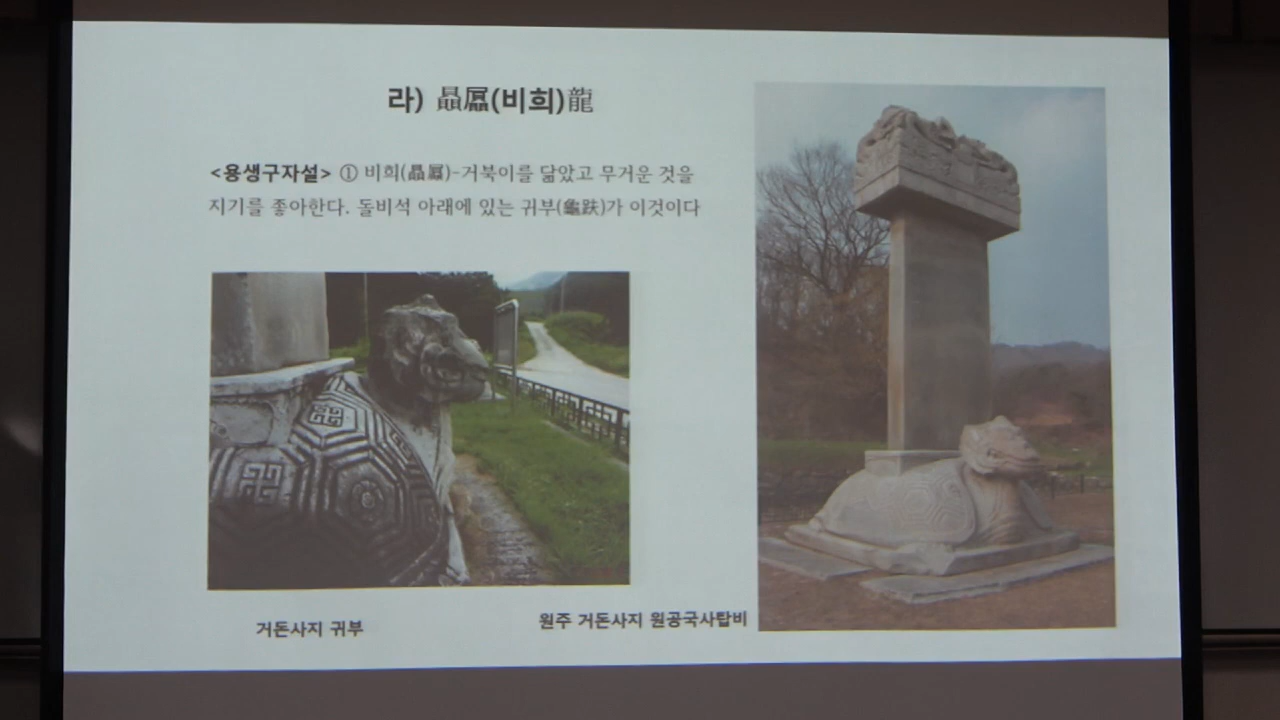 라) 贔屭(비희)龍
<용생구자설> ① 비희(贔屭)-거북이를 닮았고 무거운 것을
지기를 좋아한다. 돌비석 아래에 있는 귀부(龜趺)가 이것이다
거돈사지 귀부
원주 거돈사지 원공국사탑비